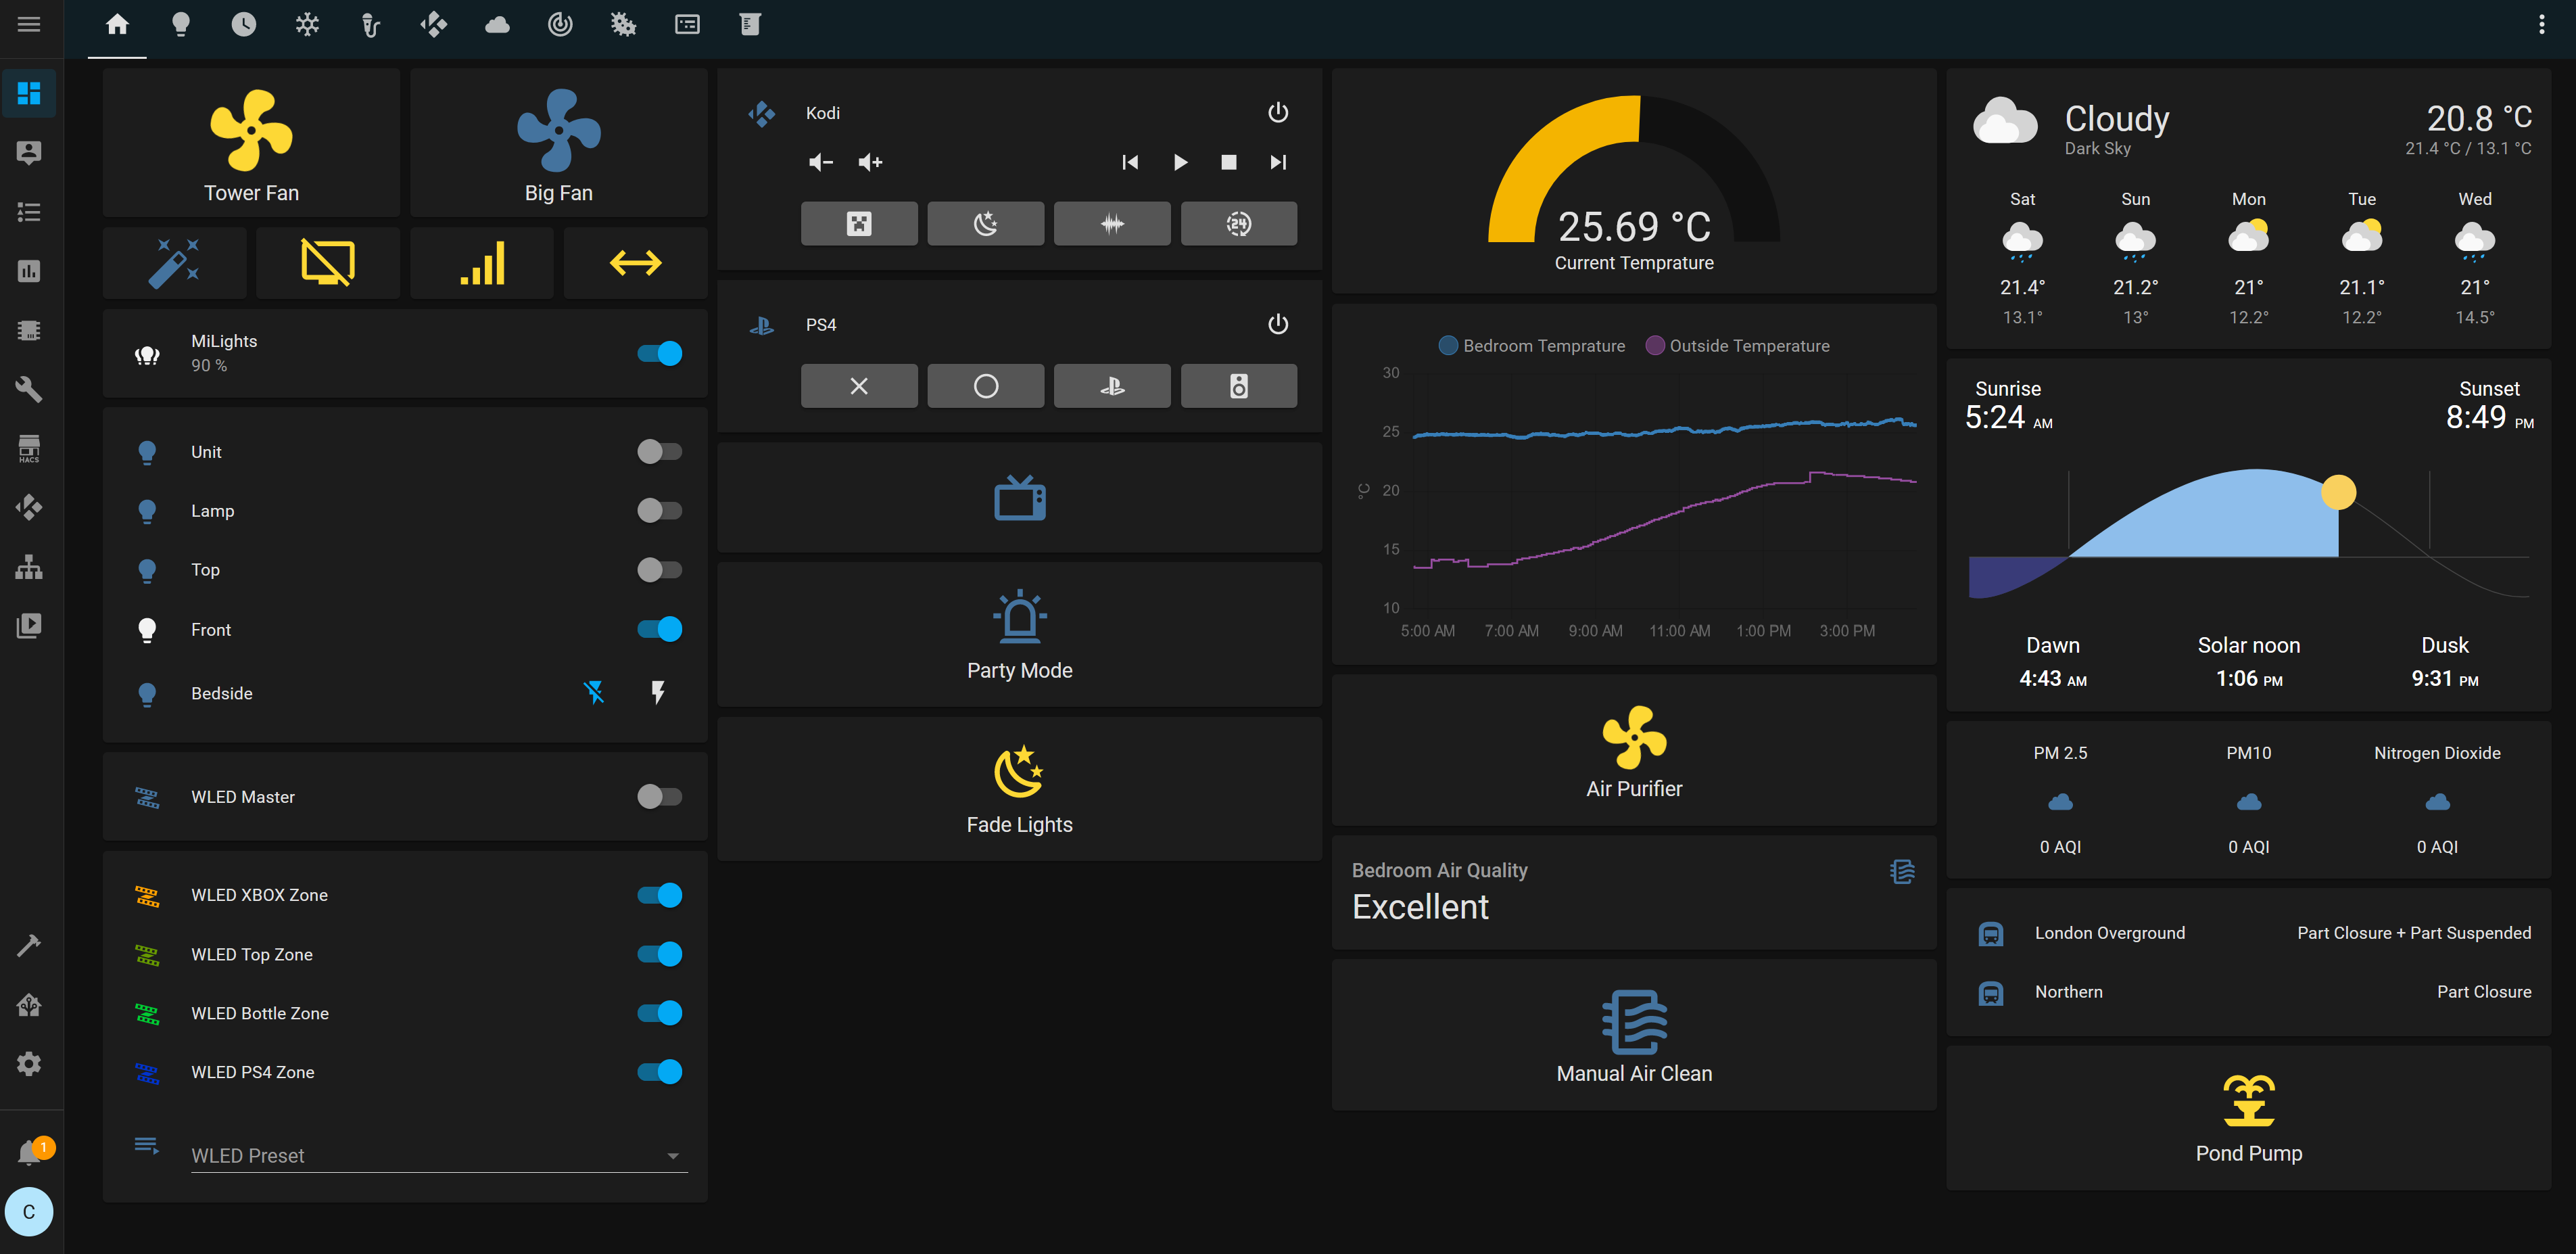 HACS
1
C
Tower Fan
Big Fan
MiLights
90 %
Unit
Lamp
Top
Front
Bedside
WLED Master
WLED XBOX Zone
WLED Top Zone
WLED Bottle Zone
WLED PS4 Zone
WLED Preset
Kodi
24
PS4
Party Mode
Fade Lights
25.69 °C
Current Temprature
Bedroom Temprature Outside Temperature
30
25
20
15
10
°C
5:00 AM 7:00 AM 9:00 AM 11:00 AM 1:00 PM 3:00 PM
Air Purifier
Bedroom Air Quality
Excellent
Manual Air Clean
Cloudy 20.8 °C
Dark Sky 21.4 °C / 13.1 °C
Sat Sun Mon Tue Wed
21.4° 21.2° 21° 21.1° 21°
13.1° 13° 12.2° 12.2° 14.5°
Sunrise Sunset
5:24 AM 8:49 PM
Dawn Solar noon Dusk
4:43 AM 1:06 PM 9:31 PM
PM 2.5 PM10 Nitrogen Dioxide
0 AQI 0 AQI 0 AQI
London Overground Part Closure + Part Suspended
Northern Part Closure
Pond Pump